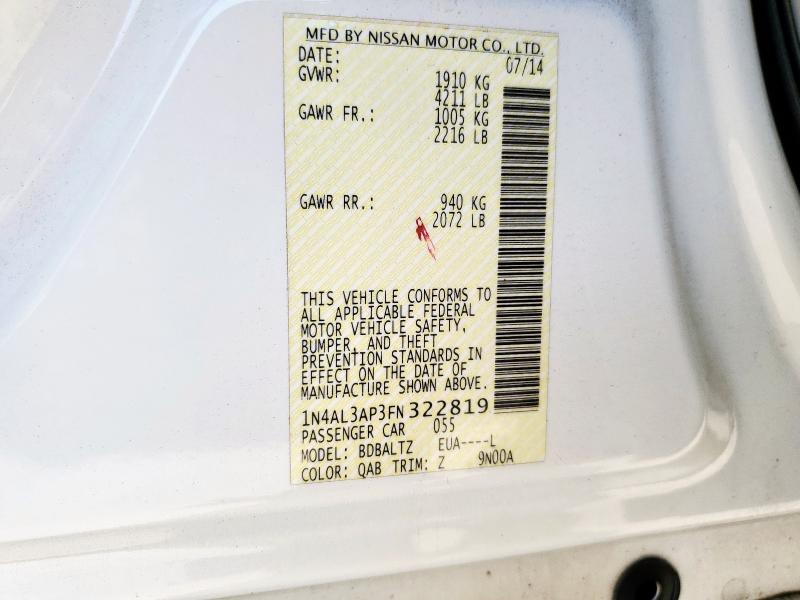 MFD BY NISSAN MOTOR CO., LTD.
DATE: 07/14
GVWR: 1910 KG
4211 LB
GAWR FR.: 1005 KG
2216 LB
GAWR RR.: 940 KG
2072 LB
THIS VEHICLE CONFORMS TO
ALL APPLICABLE FEDERAL
MOTOR VEHICLE SAFETY,
BUMPER, AND THEFT
PREVENTION STANDARDS IN
EFFECT ON THE DATE OF
MANUFACTURE SHOWN ABOVE.
1N4AL3AP3FN322819
PASSENGER CAR 055
MODEL: BDBALTZ EUA----L
COLOR: QAB TRIM: Z 9N00A